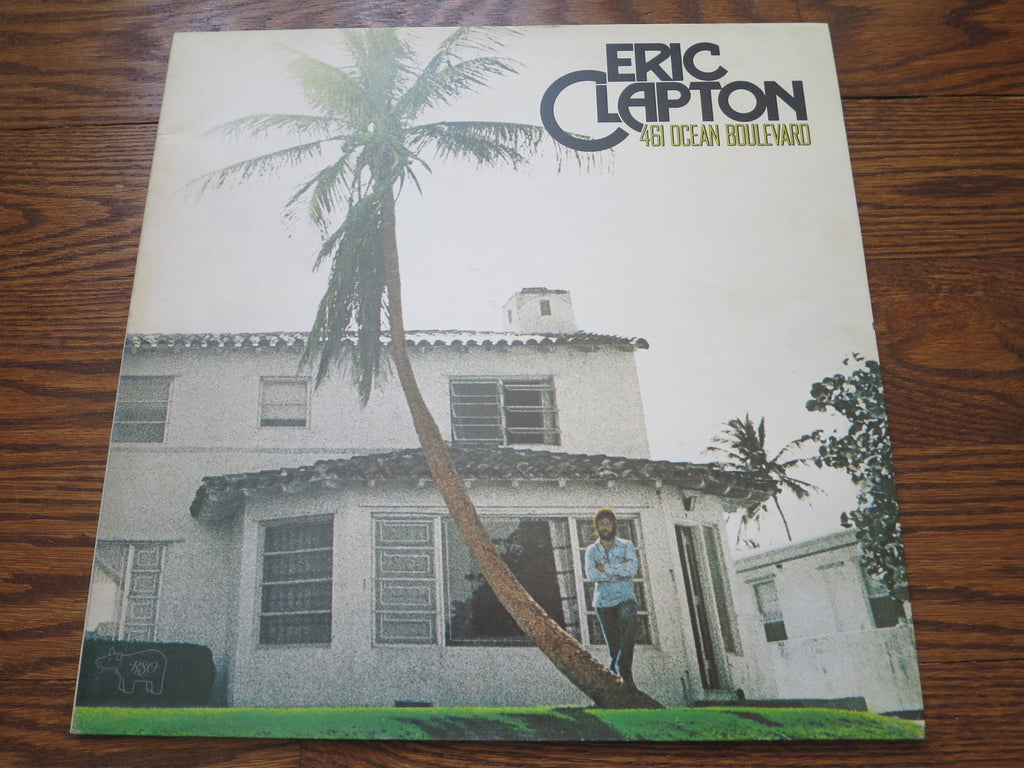 ERIC
CLAPTON
461 OCEAN BOULEVARD
RSO